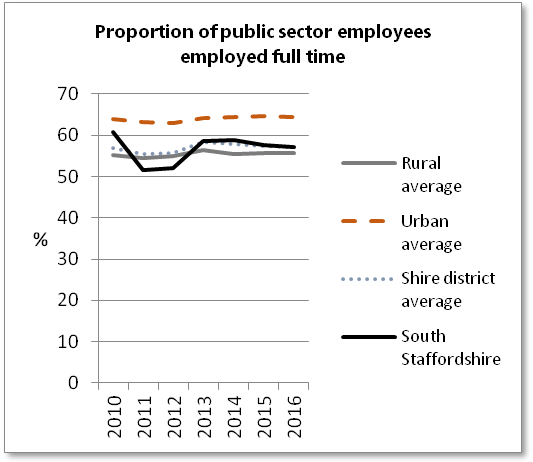 Proportion of public sector employees
employed full time
70
60
50
40
30
20
10
0
%
2010
2011
2012
2013
2014
2015
2016
Rural
average
Urban
average
Shire district
average
South
Staffordshire